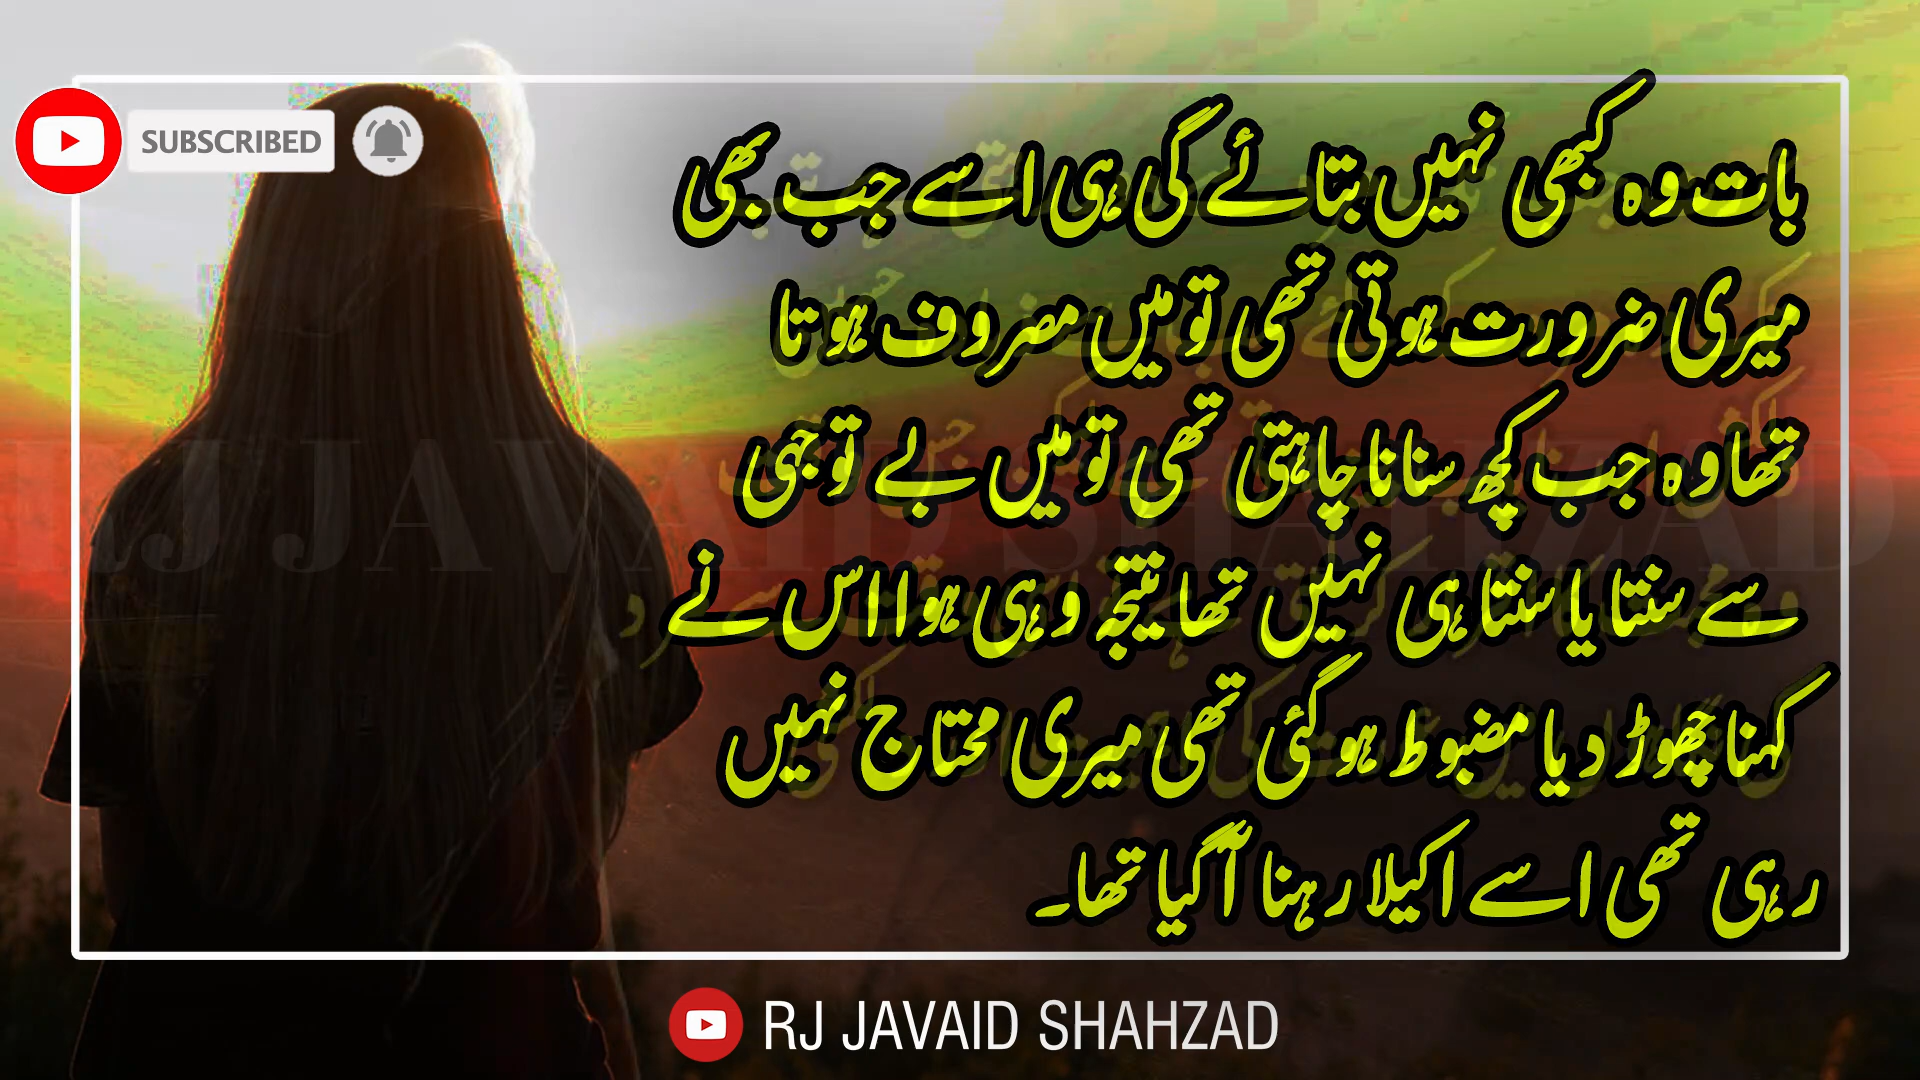 SUBSCRIBED
بات وہ کبھی نہیں بتائے گی ہی اسے جب بھی
میری ضرورت ہوتی تھی تو میں مصروف ہوتا
تھا وہ جب کچھ سنانا چاہتی تھی تو میں بے توجہی
سے سنتا یا سنتا ہی نہیں تھا نتیجہ وہی ہوا اس نے
کہنا چھوڑ دیا مضبوط ہو گئی تھی میری محتاج نہیں
رہی تھی اسے اکیلا رہنا آ گیا تھا۔
RJ JAVAID SHAHZAD
RJ JAVAID SHAHZAD